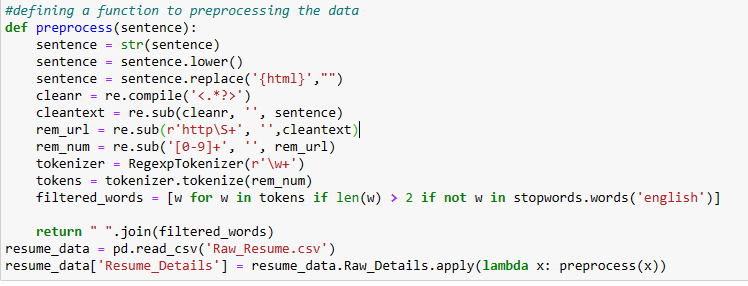 #defining a function to preprocessing the data
def preprocess(sentence):
    sentence = str(sentence)
    sentence = sentence.lower()
    sentence = sentence.replace('{html}',"")
    cleanr = re.compile('<.*?>')
    cleantext = re.sub(cleanr, '', sentence)
    rem_url = re.sub(r'http\S+', '',cleantext)
    rem_num = re.sub('[0-9]+', '', rem_url)
    tokenizer = RegexpTokenizer(r'\w+')
    tokens = tokenizer.tokenize(rem_num)
    filtered_words = [w for w in tokens if len(w) > 2 if not w in stopwords.words('english')]
    return " ".join(filtered_words)
resume_data = pd.read_csv('Raw_Resume.csv')
resume_data['Resume_Details'] = resume_data.Raw_Details.apply(lambda x: preprocess(x))